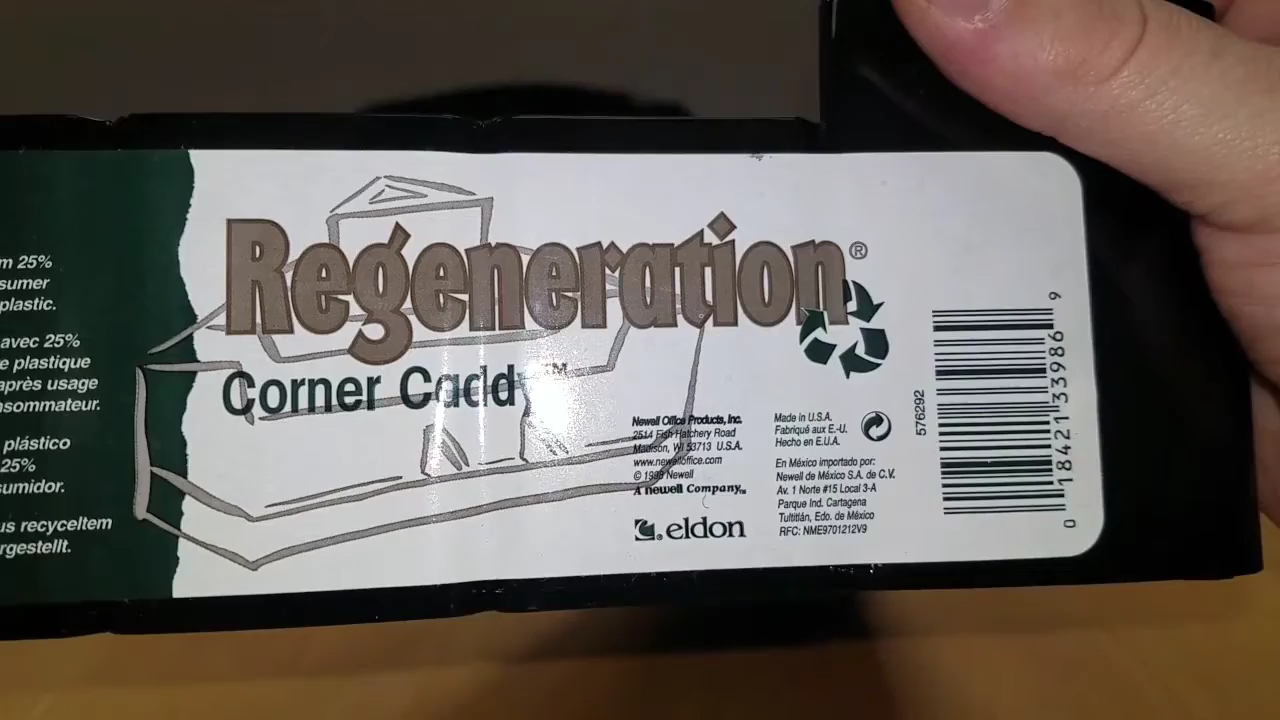 m 25%
sumer
plastic.
avec 25%
e plastique
après usage
nsommateur.
plástico
25%
sumidor.
us recyceltem
rgestellt.
Regeneration®
Corner Caddy™
Newell Office Products, Inc.
2514 Fish Hatchery Road
Madison, WI 53713 U.S.A.
www.newelloffice.com
© 1998 Newell
A newell Company™
eldon
Made in U.S.A.
Fabriqué aux E.-U.
Hecho en E.U.A.
En México importado por:
Newell de México S.A. de C.V.
Av. 1 Norte #15 Local 3-A
Parque Ind. Cartagena
Tultitlán, Edo. de México
RFC: NME9701212V9
576292
0 18421 33986 9